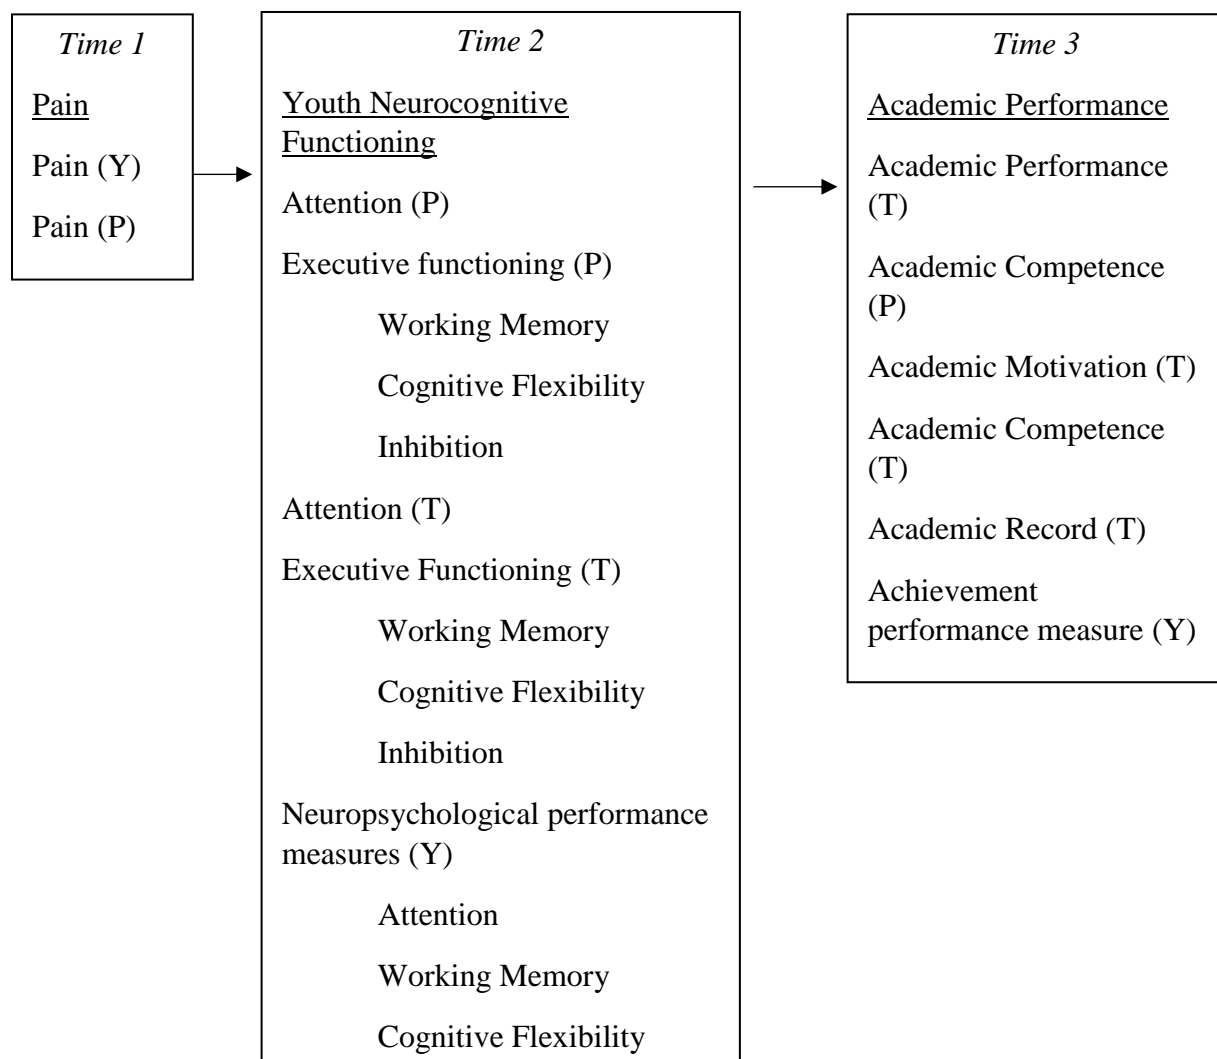 Time 1
Pain
Pain (Y)
Pain (P)
Time 2
Youth Neurocognitive
Functioning
Attention (P)
Executive functioning (P)
Working Memory
Cognitive Flexibility
Inhibition
Attention (T)
Executive Functioning (T)
Working Memory
Cognitive Flexibility
Inhibition
Neuropsychological performance
measures (Y)
Attention
Working Memory
Cognitive Flexibility
Time 3
Academic Performance
Academic Performance
(T)
Academic Competence
(P)
Academic Motivation (T)
Academic Competence
(T)
Academic Record (T)
Achievement
performance measure (Y)